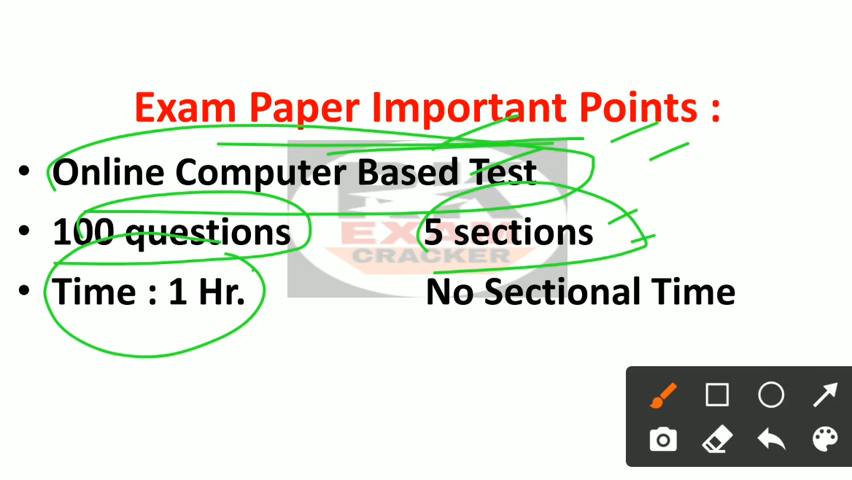 Exam Paper Important Points :
• Online Computer Based Test
• 100 questions 5 sections
EXAM
CRACKER
• Time : 1 Hr. No Sectional Time